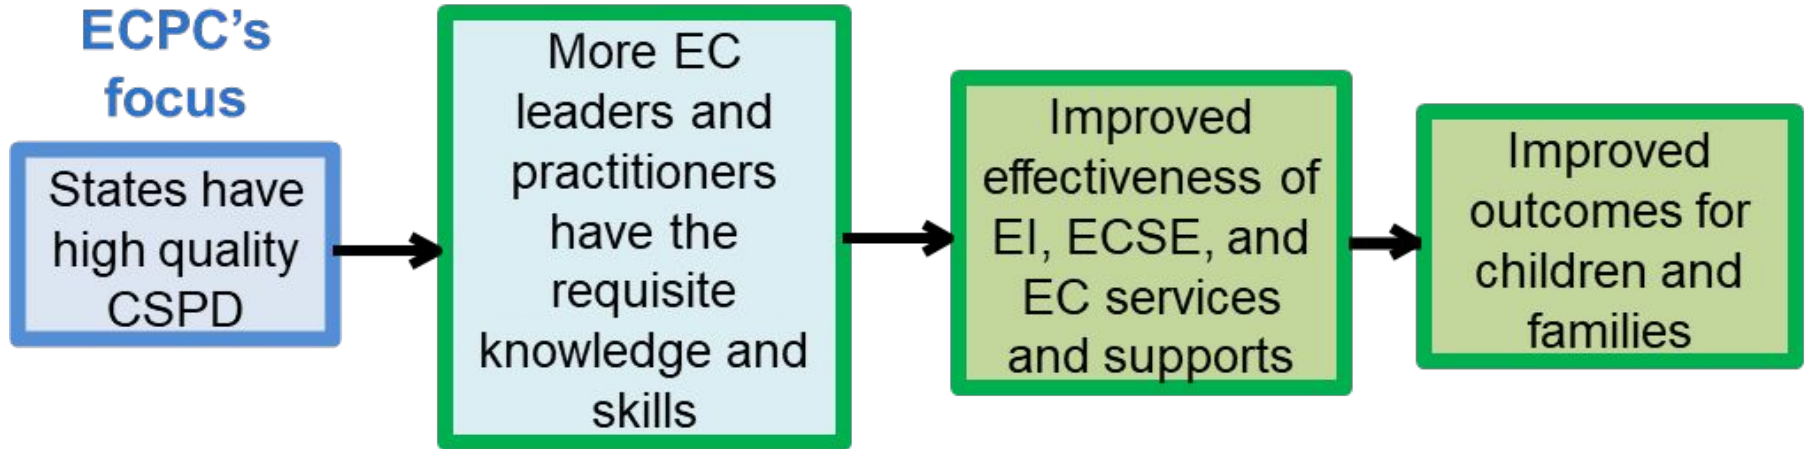 ECPC’s
focus
States have
high quality
CSPD
More EC
leaders and
practitioners
have the
requisite
knowledge and
skills
Improved
effectiveness of
EI, ECSE, and
EC services
and supports
Improved
outcomes for
children and
families